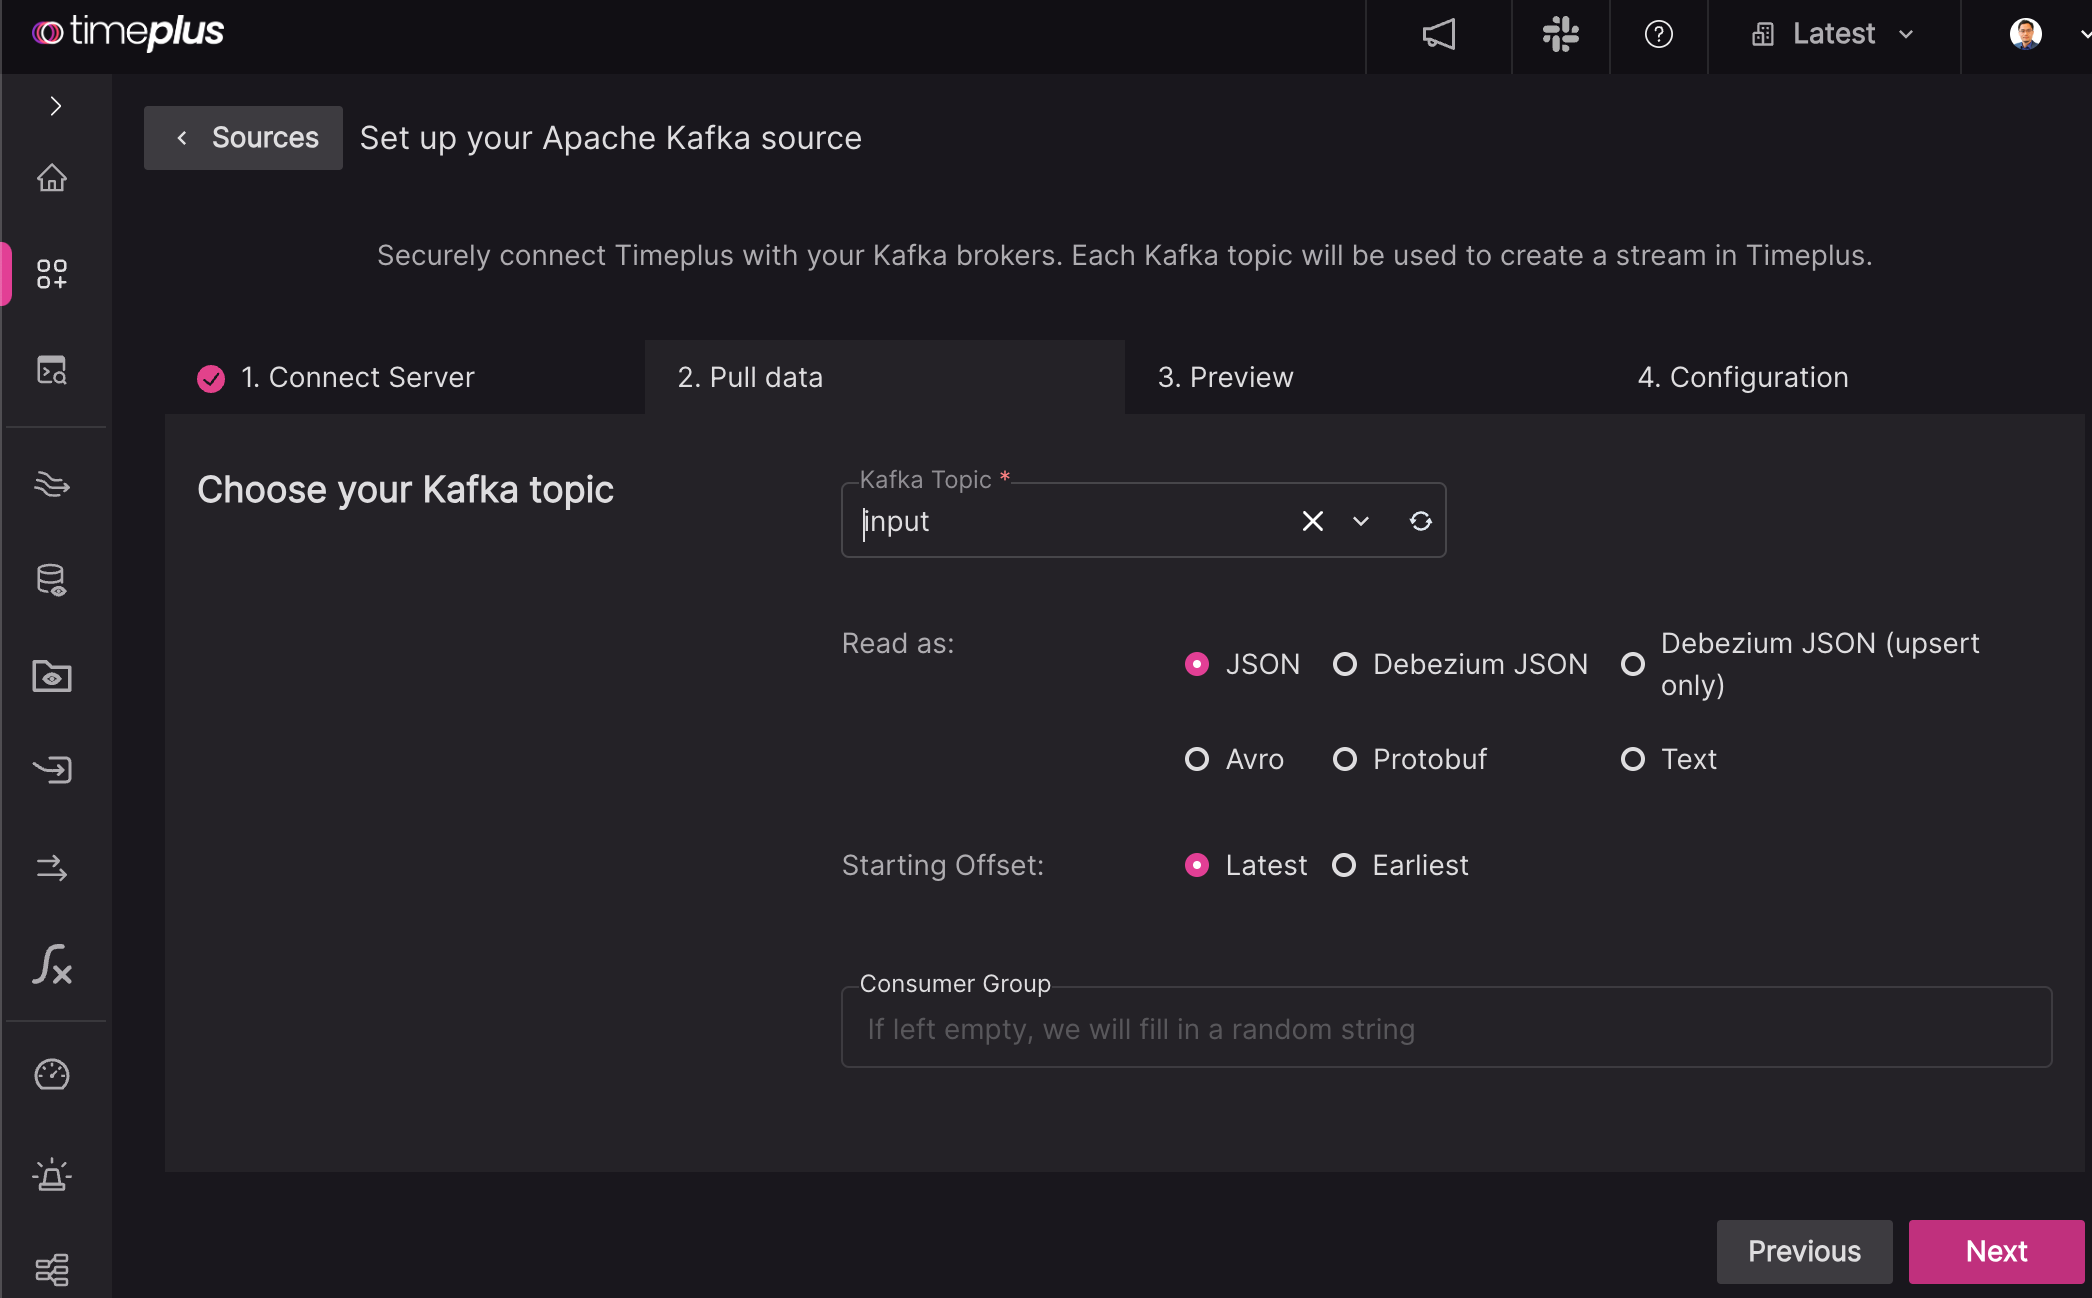 timeplus
Latest
Sources
Set up your Apache Kafka source
Securely connect Timeplus with your Kafka brokers. Each Kafka topic will be used to create a stream in Timeplus.
1. Connect Server
2. Pull data
3. Preview
4. Configuration
Choose your Kafka topic
Kafka Topic *
input
Read as:
JSON
Debezium JSON
Debezium JSON (upsert
only)
Avro
Protobuf
Text
Starting Offset:
Latest
Earliest
Consumer Group
If left empty, we will fill in a random string
Previous
Next